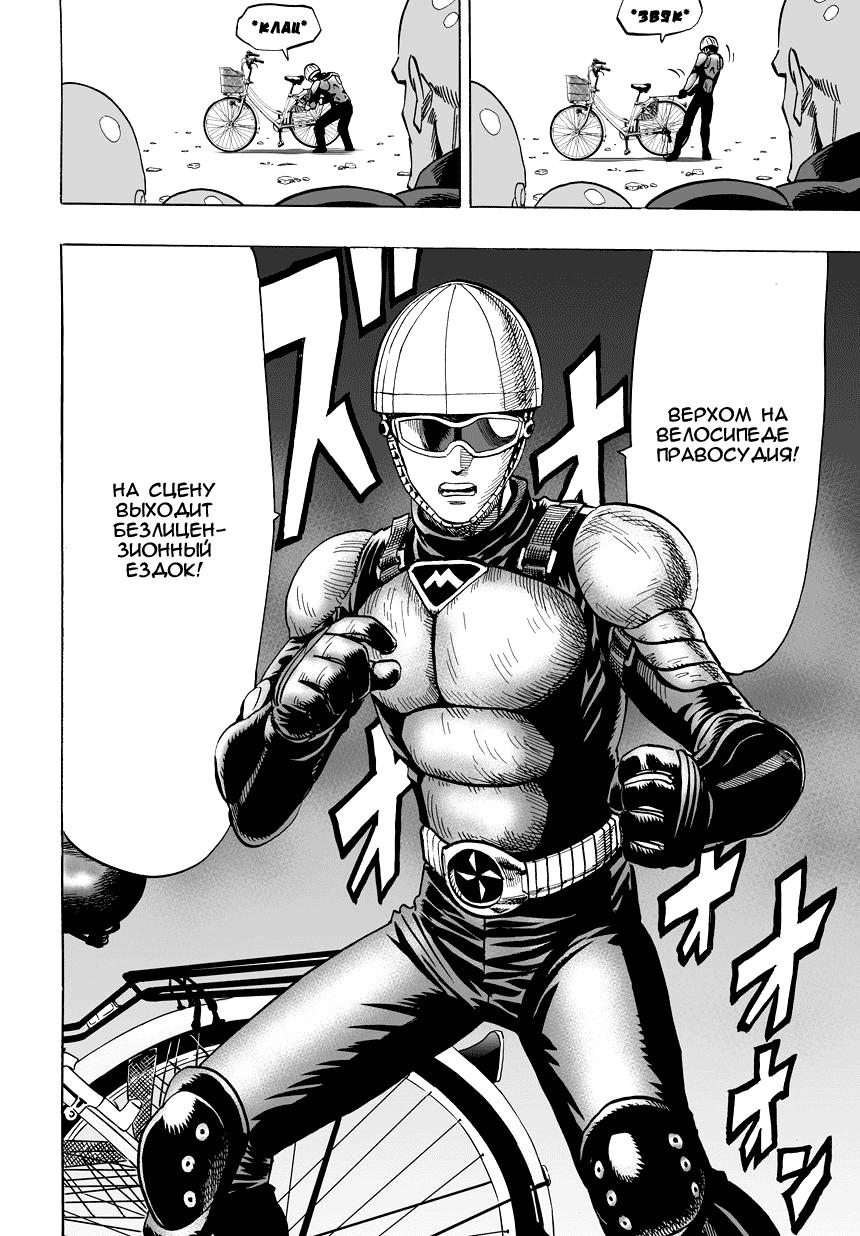 *ЗВЯК*
*КЛАЦ*
ВЕРХОМ НА
ВЕЛОСИПЕДЕ
ПРАВОСУДИЯ!
НА СЦЕНУ
ВЫХОДИТ
БЕЗЛИЦЕН-
ЗИОННЫЙ
ЕЗДОК!
ズオオオオオン
M